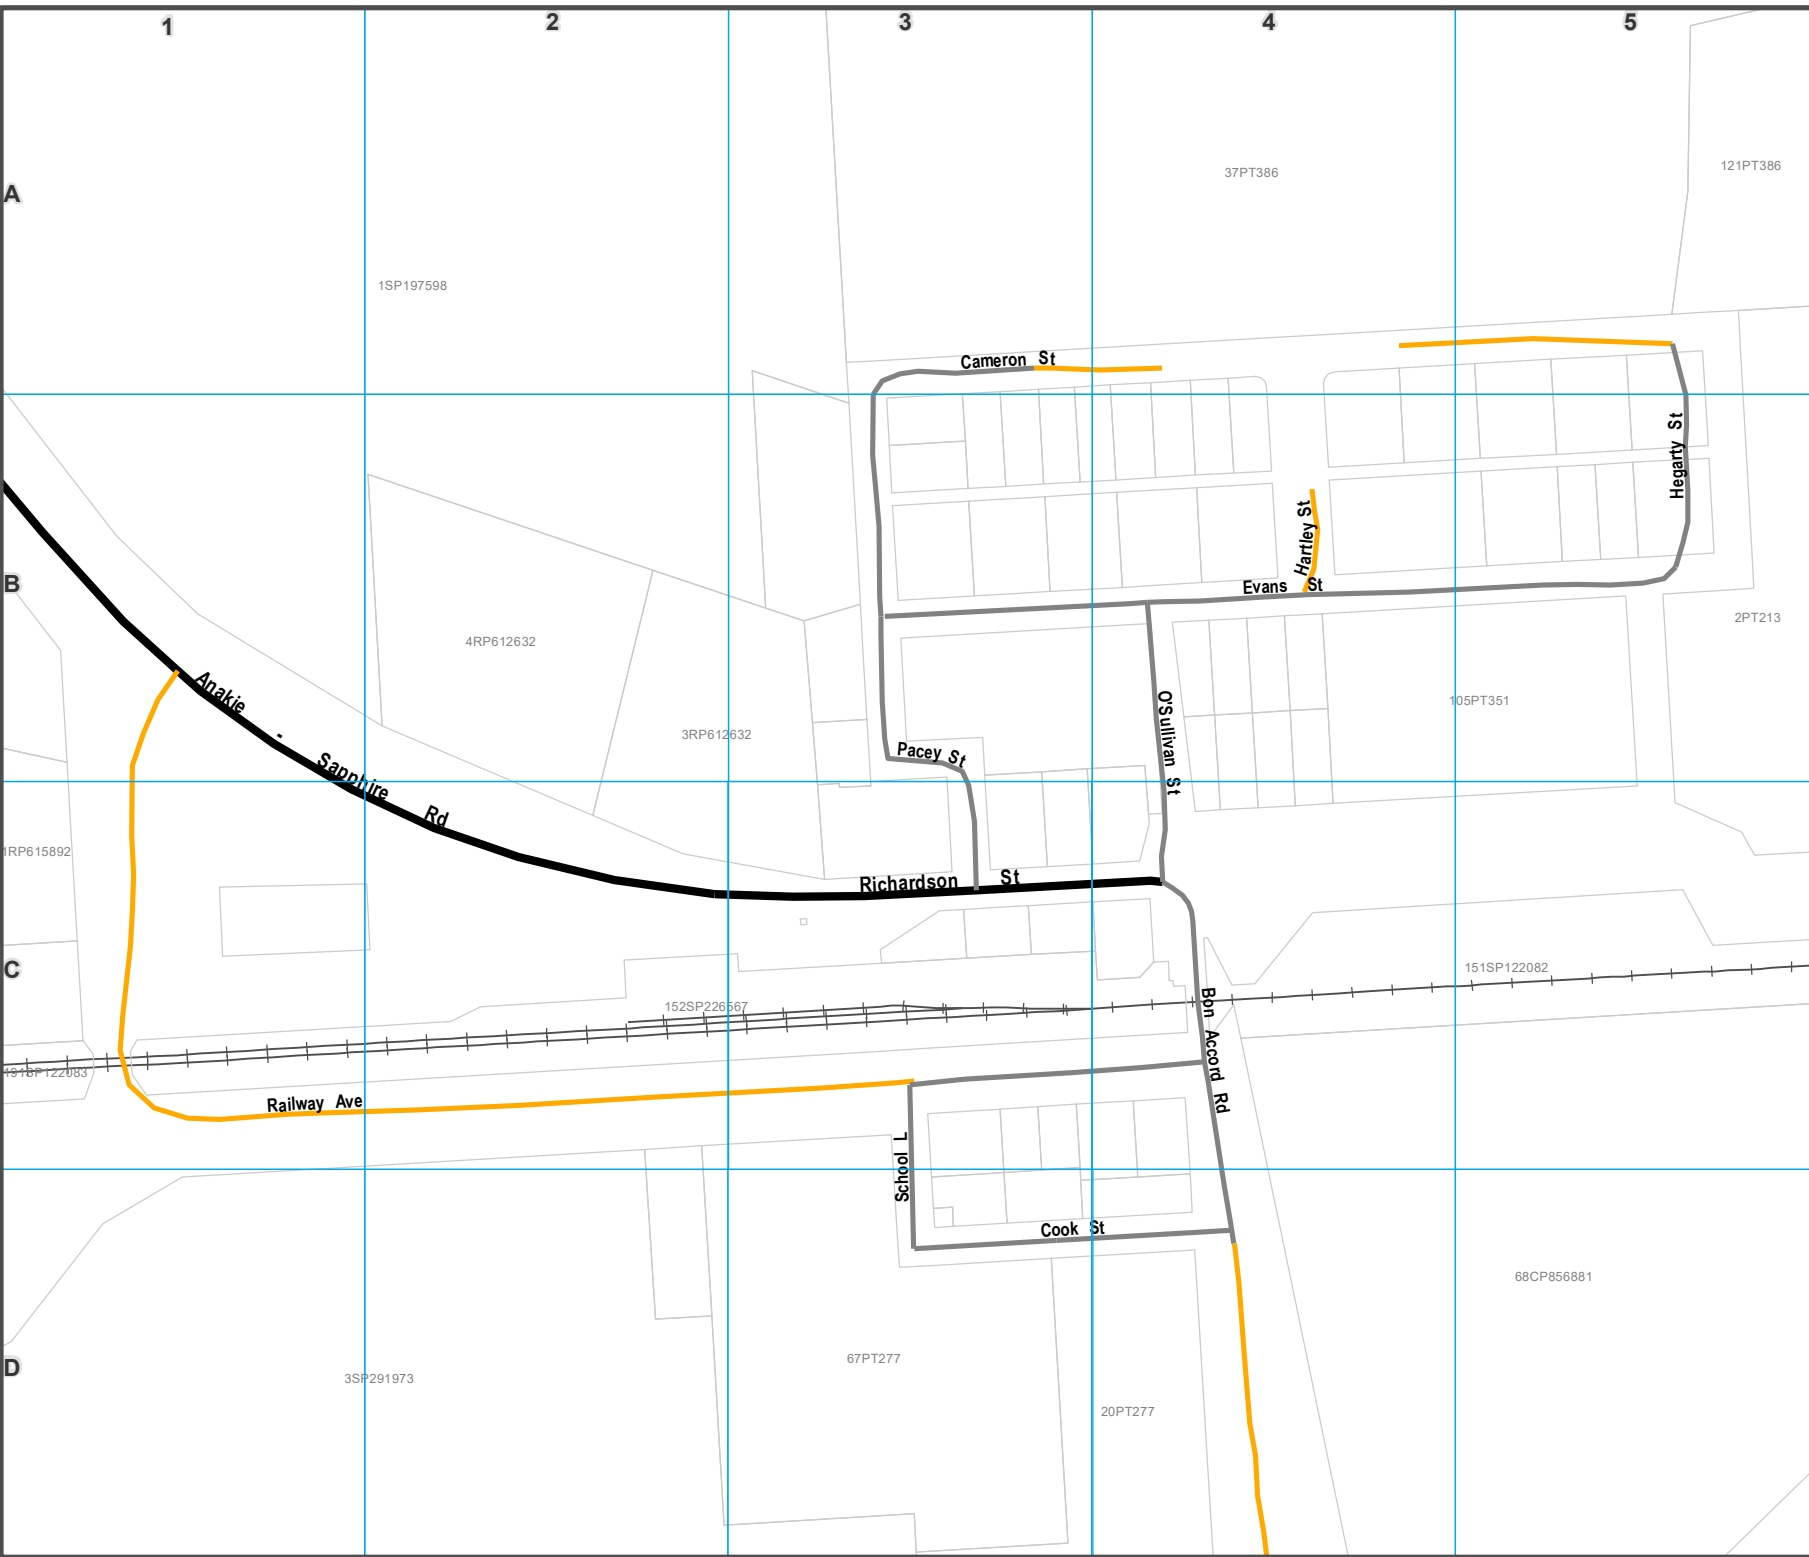 1 2 3 4 5
A
37PT386
121PT386
1SP197598
Cameron St
Hegarty St
Hartley St
B
Evans St
4RP612632
2PT213
Anakie - Sapphire Rd
3RP612632
O'Sullivan St
105PT351
Pacey St
1RP615892
Richardson St
C
151SP122082
152SP226567
Bon Accord Rd
191SP122083
Railway Ave
School L
Cook St
68CP856881
D
67PT277
3SP291973
20PT277